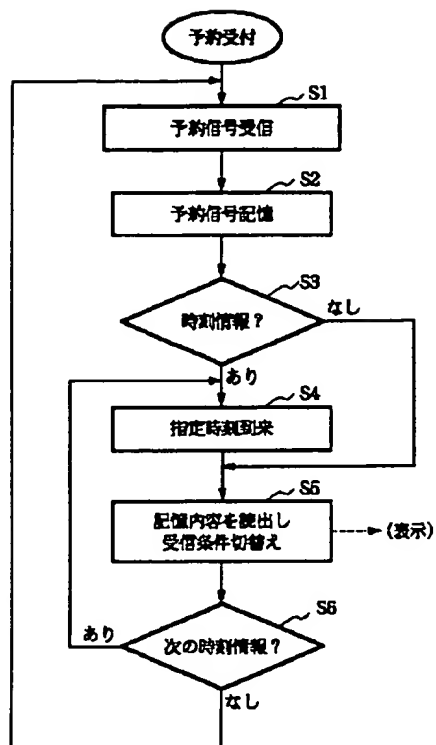 予約受付
S1
予約信号受信
S2
予約信号記憶
S3
時刻情報?
なし
あり
S4
指定時刻到来
S5
記憶内容を読出し
受信条件切替え
(表示)
S6
あり
次の時刻情報?
なし